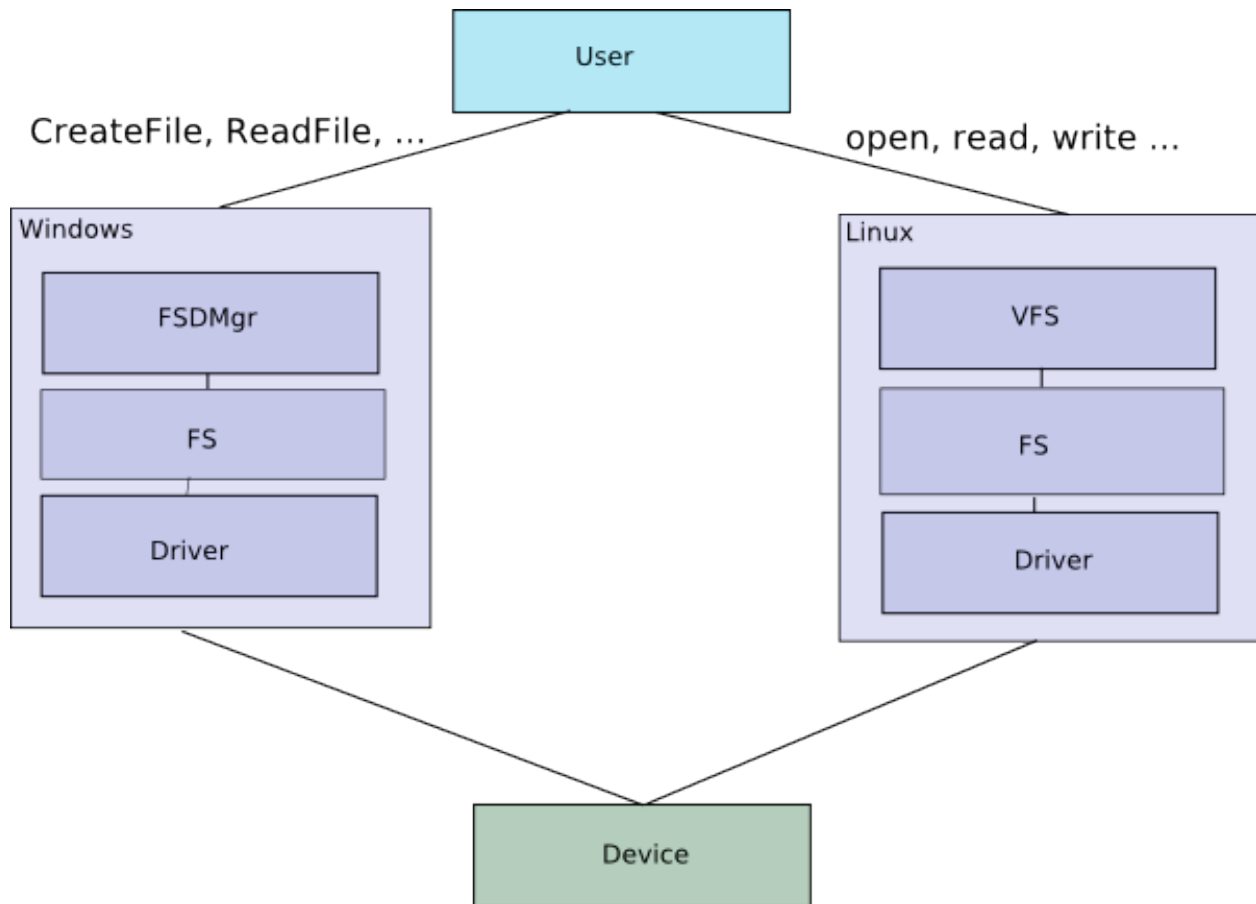 User
CreateFile, ReadFile, ...
open, read, write ...
Windows
FSDMgr
FS
Driver
Linux
VFS
FS
Driver
Device